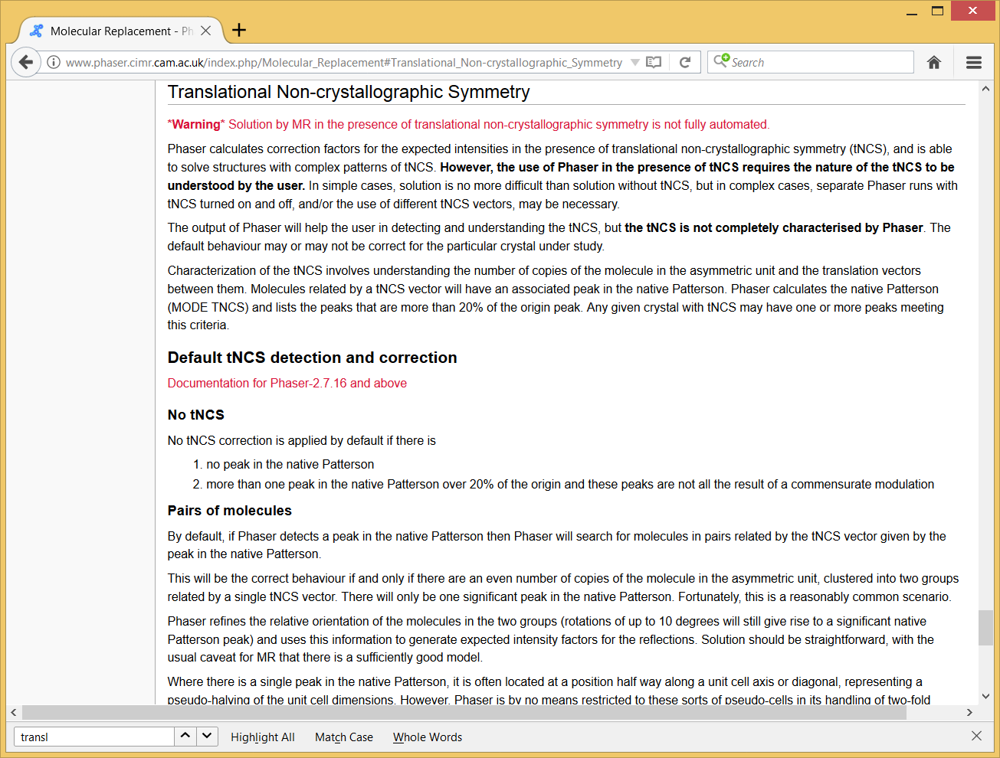 Molecular Replacement - Ph
www.phaser.cimr.cam.ac.uk/index.php/Molecular_Replacement#Translational_Non-crystallographic_Symmetry
Search
Translational Non-crystallographic Symmetry
*Warning* Solution by MR in the presence of translational non-crystallographic symmetry is not fully automated.
Phaser calculates correction factors for the expected intensities in the presence of translational non-crystallographic symmetry (tNCS), and is able
to solve structures with complex patterns of tNCS. However, the use of Phaser in the presence of tNCS requires the nature of the tNCS to be
understood by the user. In simple cases, solution is no more difficult than solution without tNCS, but in complex cases, separate Phaser runs with
tNCS turned on and off, and/or the use of different tNCS vectors, may be necessary.
The output of Phaser will help the user in detecting and understanding the tNCS, but the tNCS is not completely characterised by Phaser. The
default behaviour may or may not be correct for the particular crystal under study.
Characterization of the tNCS involves understanding the number of copies of the molecule in the asymmetric unit and the translation vectors
between them. Molecules related by a tNCS vector will have an associated peak in the native Patterson. Phaser calculates the native Patterson
(MODE TNCS) and lists the peaks that are more than 20% of the origin peak. Any given crystal with tNCS may have one or more peaks meeting
this criteria.
Default tNCS detection and correction
Documentation for Phaser-2.7.16 and above
No tNCS
No tNCS correction is applied by default if there is
1. no peak in the native Patterson
2. more than one peak in the native Patterson over 20% of the origin and these peaks are not all the result of a commensurate modulation
Pairs of molecules
By default, if Phaser detects a peak in the native Patterson then Phaser will search for molecules in pairs related by the tNCS vector given by the
peak in the native Patterson.
This will be the correct behaviour if and only if there are an even number of copies of the molecule in the asymmetric unit, clustered into two groups
related by a single tNCS vector. There will only be one significant peak in the native Patterson. Fortunately, this is a reasonably common scenario.
Phaser refines the relative orientation of the molecules in the two groups (rotations of up to 10 degrees will still give rise to a significant native
Patterson peak) and uses this information to generate expected intensity factors for the reflections. Solution should be straightforward, with the
usual caveat for MR that there is a sufficiently good model.
Where there is a single peak in the native Patterson, it is often located at a position half way along a unit cell axis or diagonal, representing a
pseudo-halving of the unit cell dimensions. However, Phaser is by no means restricted to these sorts of pseudo-cells in its handling of two-fold
transl
Highlight All
Match Case
Whole Words